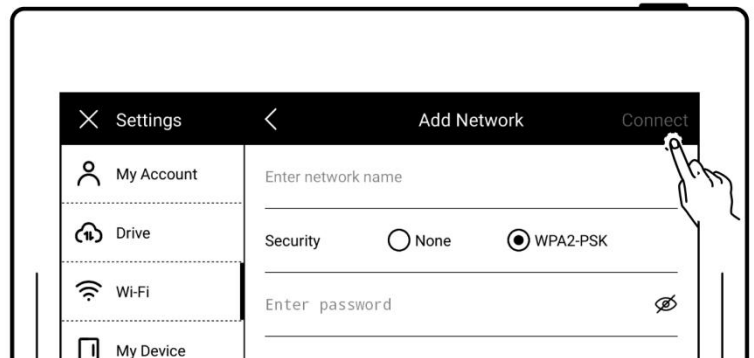 Settings
Add Network
Connect
My Account
Enter network name
Drive
Security
None
WPA2-PSK
Wi-Fi
Enter password
My Device